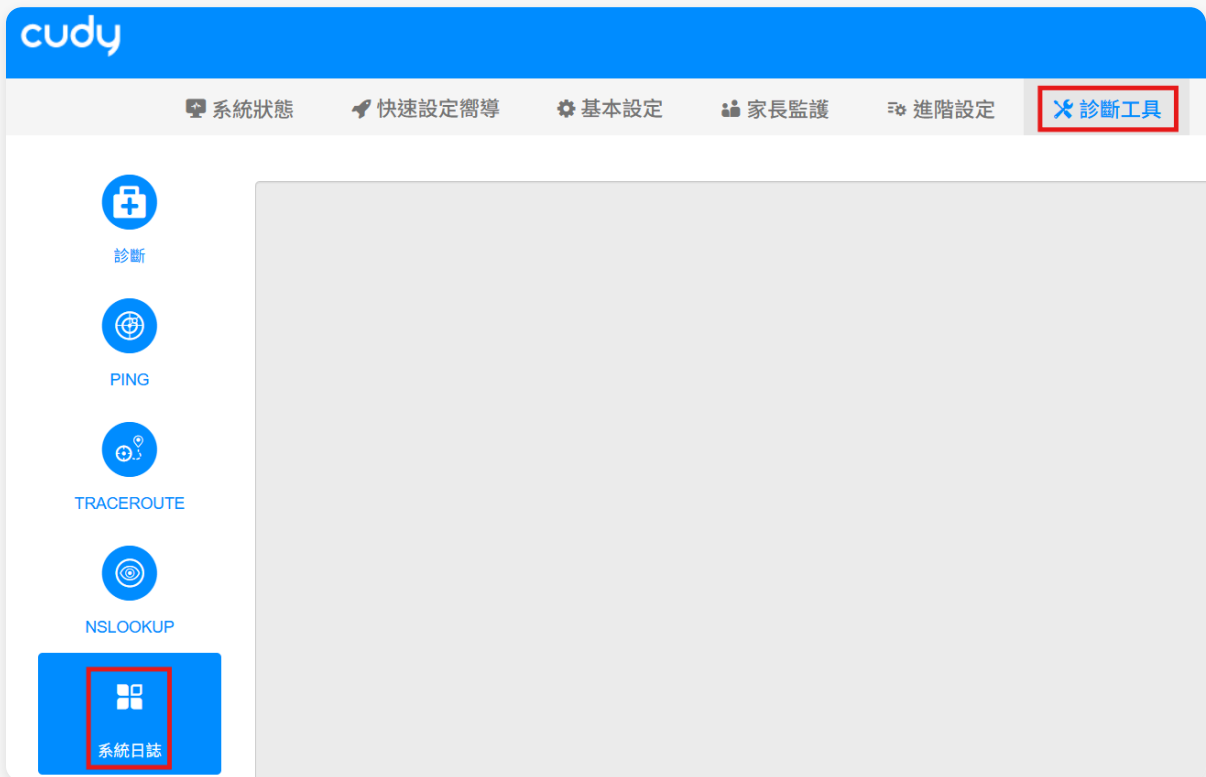 cudy
系統狀態 快速設定嚮導 基本設定 家長監護 進階設定 診斷工具
診斷
PING
TRACEROUTE
NSLOOKUP
系統日誌